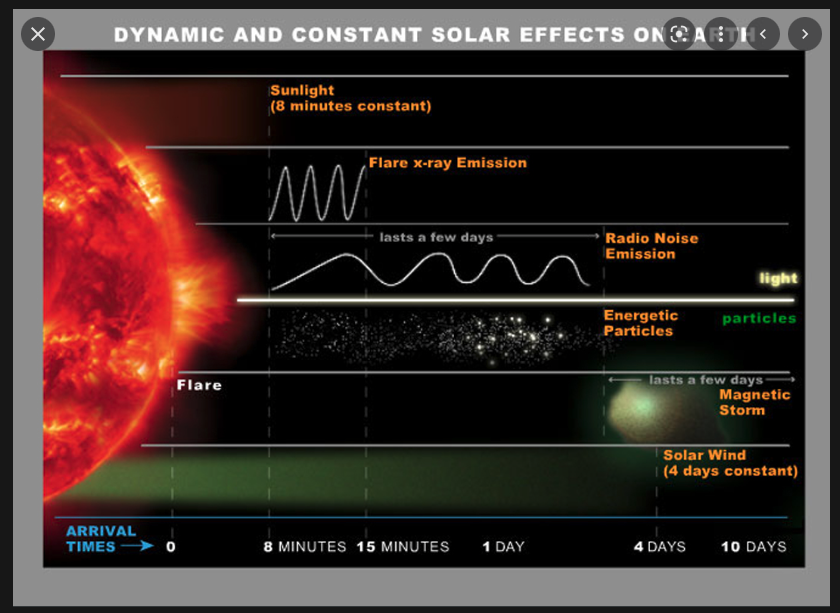 DYNAMIC AND CONSTANT SOLAR EFFECTS ON EARTH
Sunlight
(8 minutes constant)
Flare x-ray Emission
lasts a few days
Radio Noise
Emission
light
Energetic
Particles
particles
Flare
lasts a few days
Magnetic
Storm
Solar Wind
(4 days constant)
ARRIVAL
TIMES
0
8 MINUTES
15 MINUTES
1 DAY
4 DAYS
10 DAYS